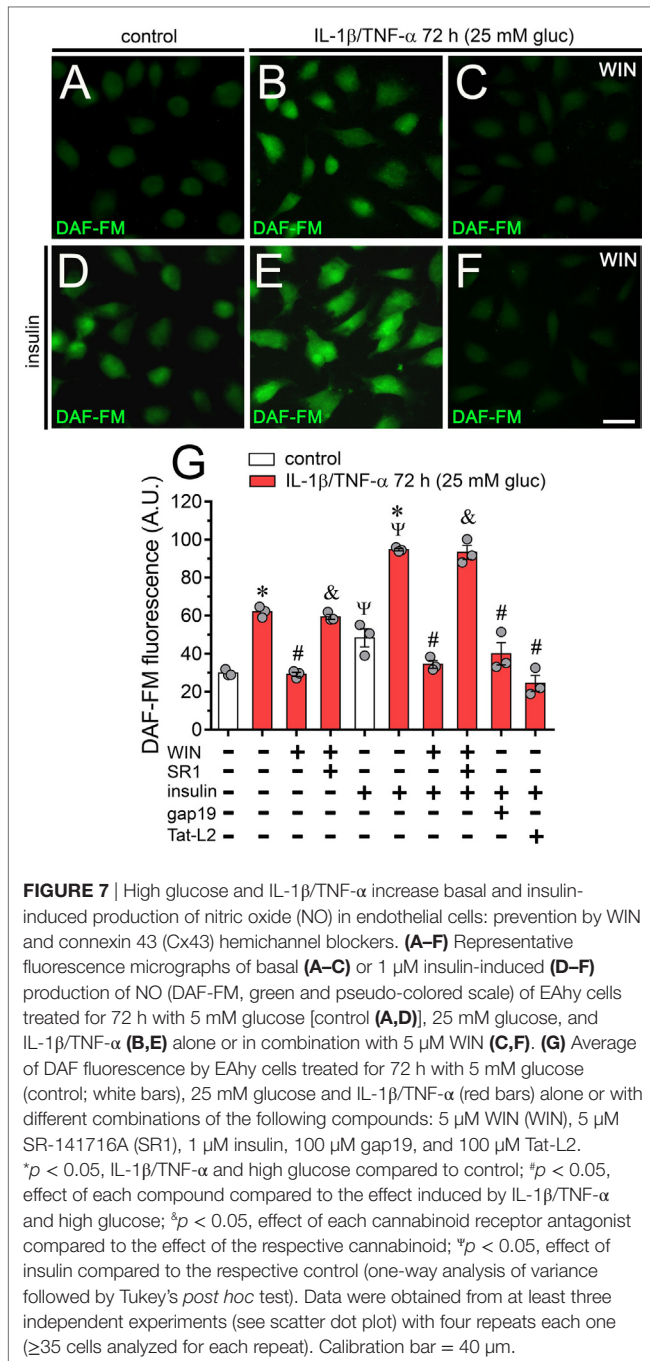 control
IL-1β/TNF-α 72 h (25 mM gluc)
A
B
C
WIN
DAF-FM
DAF-FM
DAF-FM
insulin
D
E
F
WIN
DAF-FM
DAF-FM
DAF-FM
G
control
IL-1β/TNF-α 72 h (25 mM gluc)
DAF-FM fluorescence (A.U.)
120
100
80
60
40
20
0
* # & Ψ * Ψ # & # #
WIN - - + + - - + + - -
SR1 - - - + - - - + - -
insulin - - - - + + + + + +
gap19 - - - - - - - - + -
Tat-L2 - - - - - - - - - +
FIGURE 7 | High glucose and IL-1β/TNF-α increase basal and insulin-
induced production of nitric oxide (NO) in endothelial cells: prevention by WIN
and connexin 43 (Cx43) hemichannel blockers. (A–F) Representative
fluorescence micrographs of basal (A–C) or 1 µM insulin-induced (D–F)
production of NO (DAF-FM, green and pseudo-colored scale) of EAhy cells
treated for 72 h with 5 mM glucose [control (A,D)], 25 mM glucose, and
IL-1β/TNF-α (B,E) alone or in combination with 5 µM WIN (C,F). (G) Average
of DAF fluorescence by EAhy cells treated for 72 h with 5 mM glucose
(control; white bars), 25 mM glucose and IL-1β/TNF-α (red bars) alone or with
different combinations of the following compounds: 5 µM WIN (WIN), 5 µM
SR-141716A (SR1), 1 µM insulin, 100 µM gap19, and 100 µM Tat-L2.
*p < 0.05, IL-1β/TNF-α and high glucose compared to control; #p < 0.05,
effect of each compound compared to the effect induced by IL-1β/TNF-α
and high glucose; &p < 0.05, effect of each cannabinoid receptor antagonist
compared to the effect of the respective cannabinoid; Ψp < 0.05, effect of
insulin compared to the respective control (one-way analysis of variance
followed by Tukey's post hoc test). Data were obtained from at least three
independent experiments (see scatter dot plot) with four repeats each one
(≥35 cells analyzed for each repeat). Calibration bar = 40 µm.